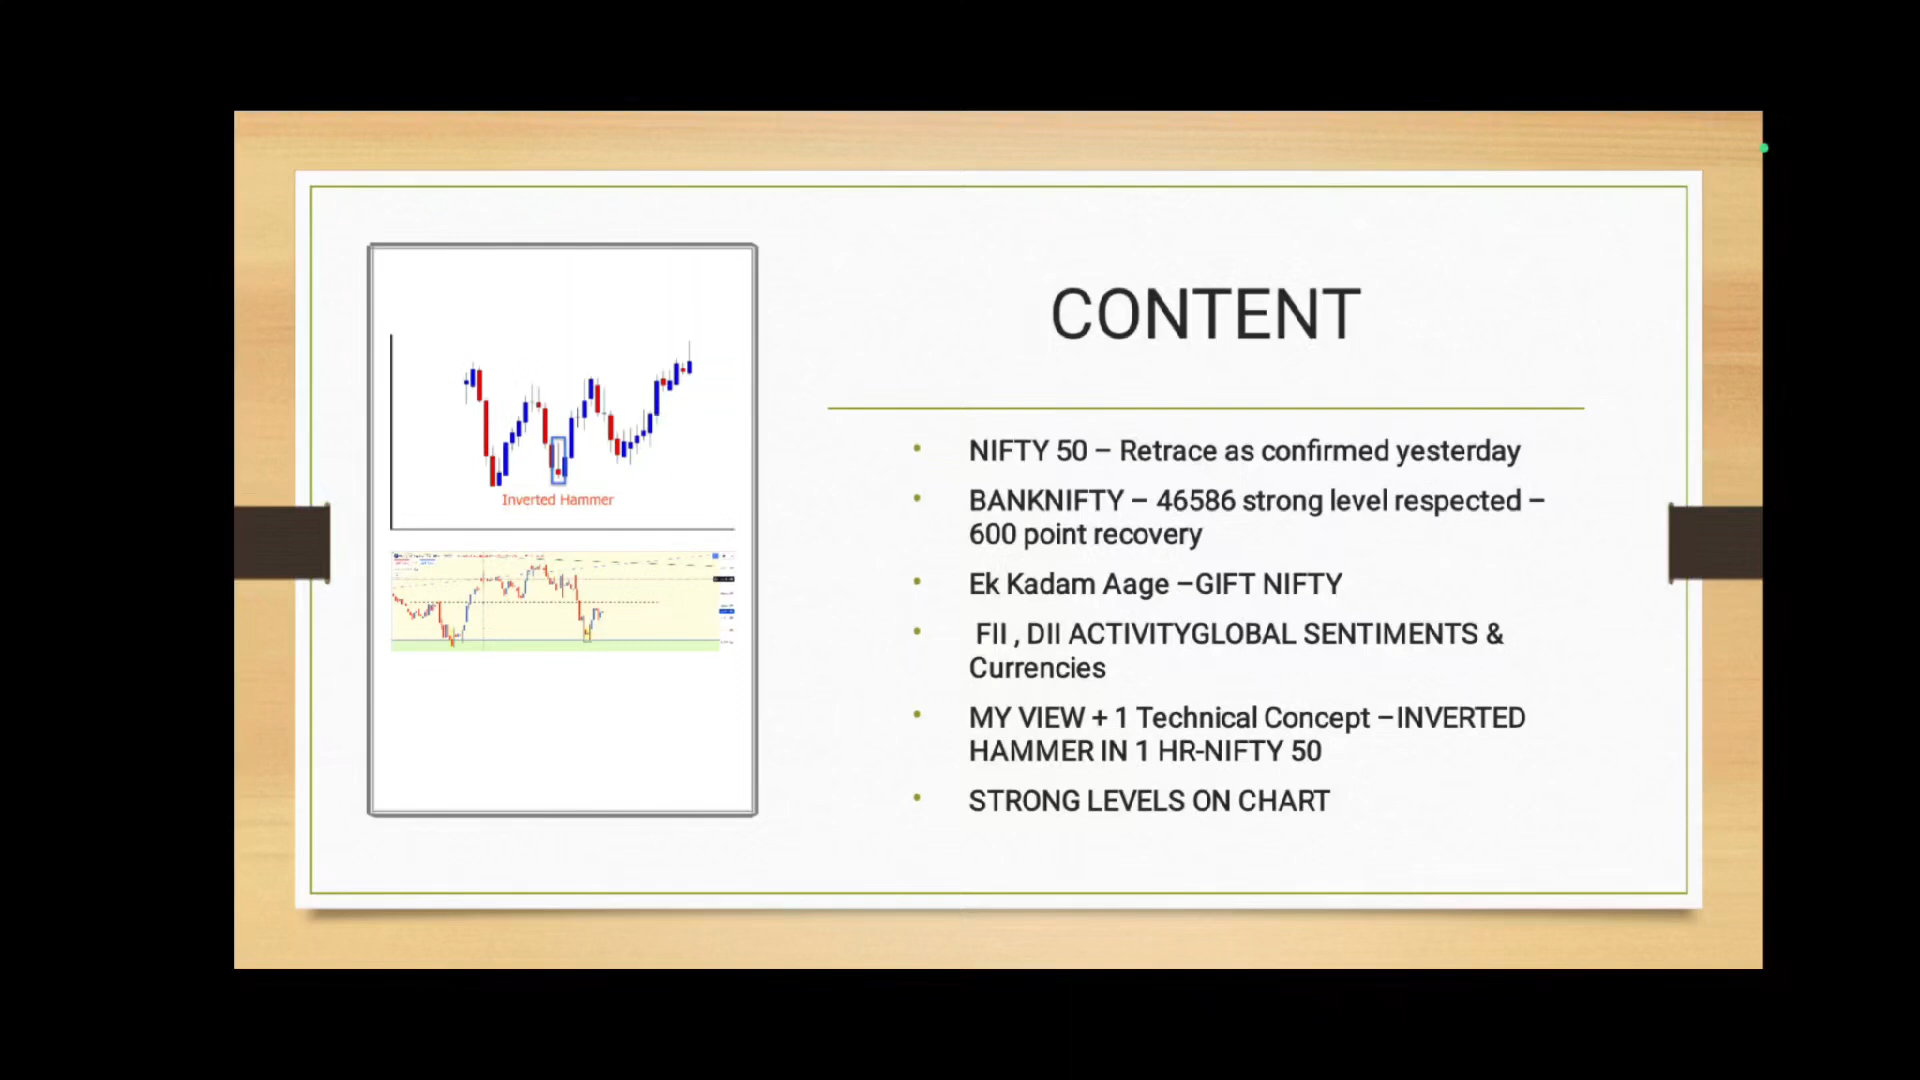 CONTENT
Inverted Hammer
NIFTY 50 – Retrace as confirmed yesterday
BANKNIFTY – 46586 strong level respected –
600 point recovery
Ek Kadam Aage –GIFT NIFTY
FII , DII ACTIVITYGLOBAL SENTIMENTS &
Currencies
MY VIEW + 1 Technical Concept –INVERTED
HAMMER IN 1 HR-NIFTY 50
STRONG LEVELS ON CHART